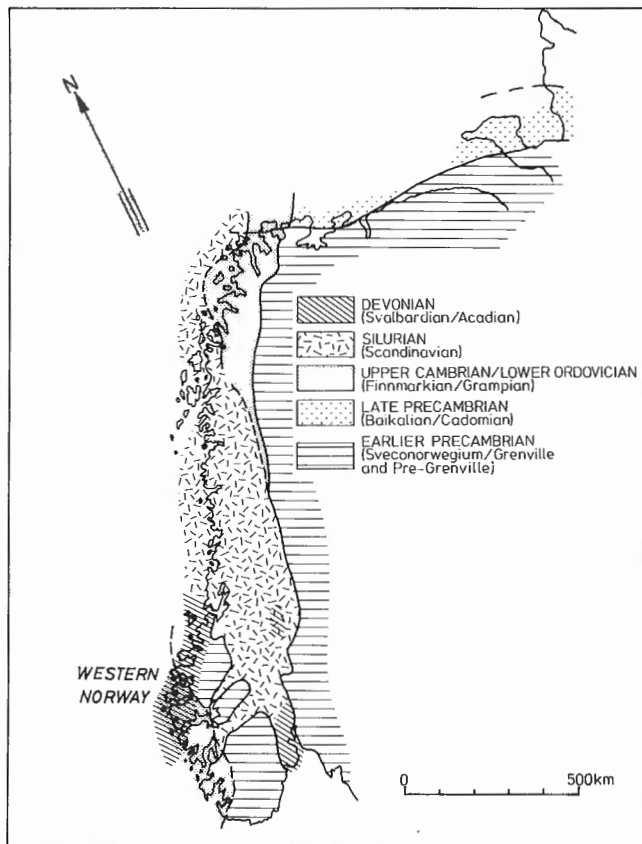 N
DEVONIAN
(Svalbardian/Acadian)
SILURIAN
(Scandinavian)
UPPER CAMBRIAN/LOWER ORDOVICIAN
(Finnmarkian/Grampian)
LATE PRECAMBRIAN
(Baikalian/Cadomian)
EARLIER PRECAMBRIAN
(Sveconorwegium/Grenville
and Pre-Grenville)
WESTERN
NORWAY
0 500km